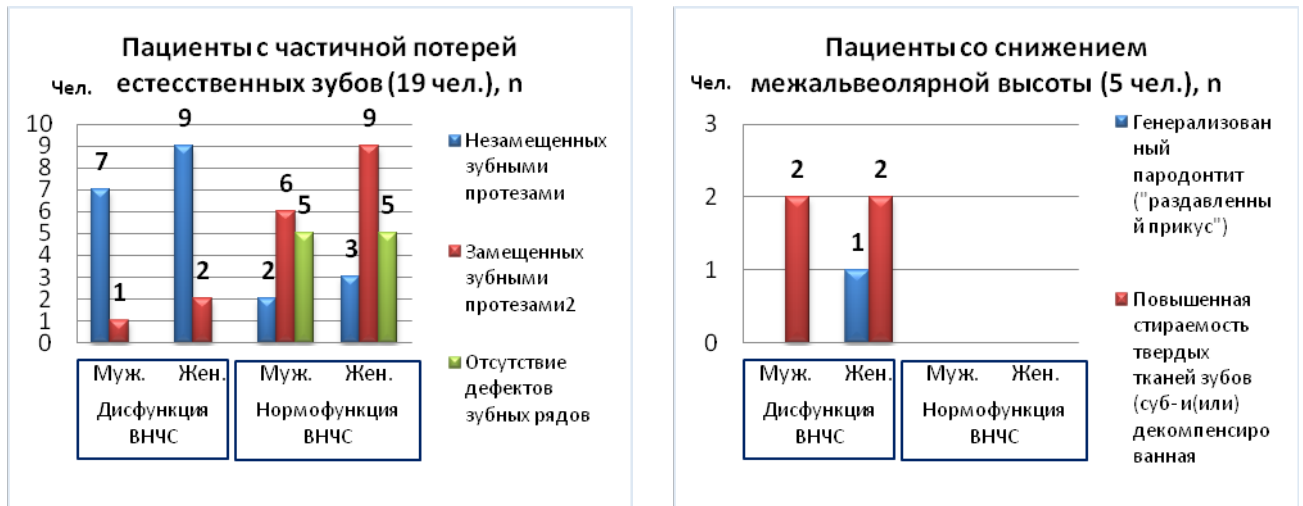 Пациенты с частичной потерей
Чел. естесственных зубов (19 чел.), n
10
9
8
7
6
5
4
3
2
1
0
7
1
9
2
2
6
5
3
9
5
Муж. Жен. Муж. Жен.
Дисфункция ВНЧС
Нормофункция ВНЧС
Незамещенных
зубными
протезами
Замещенных
зубными
протезами2
Отсутствие
дефектов
зубных рядов
Пациенты со снижением
Чел. межальвеолярной высоты (5 чел.), n
3
2
1
0
2
1
2
Муж. Жен. Муж. Жен.
Дисфункция ВНЧС
Нормофункция ВНЧС
Генерализован
ный
пародонтит
("раздавленны
й прикус")
Повышенная
стираемость
твердых
тканей зубов
(суб- и(или)
декомпенсиро
ванная